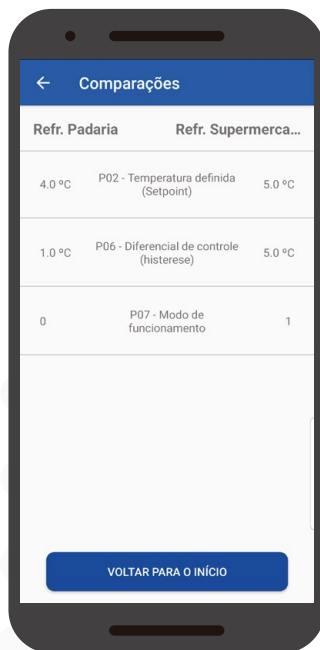 Comparações
Refr. Padaria Refr. Supermerca...
4.0 ºC P02 - Temperatura definida (Setpoint) 5.0 ºC
1.0 ºC P06 - Diferencial de controle (histerese) 5.0 ºC
0 P07 - Modo de funcionamento 1
VOLTAR PARA O INÍCIO